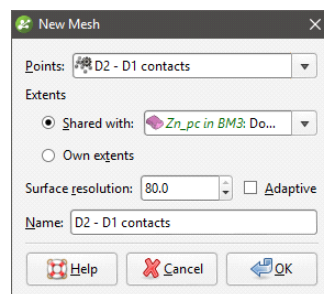 New Mesh
Points: D2 - D1 contacts
Extents
Shared with: Zn_pc in BM3: Do...
Own extents
Surface resolution: 80.0 Adaptive
Name: D2 - D1 contacts
Help Cancel OK